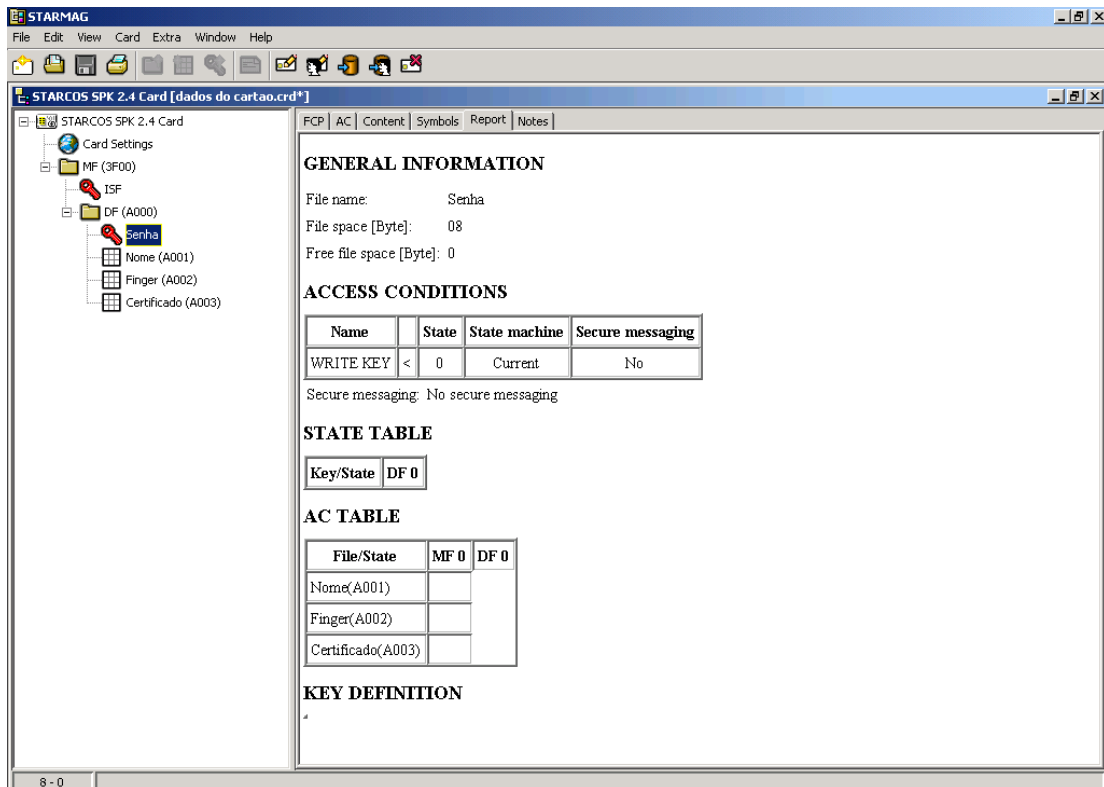 STARMAG
File Edit View Card Extra Window Help
STARCOS SPK 2.4 Card [dados do cartao.crd*]
STARCOS SPK 2.4 Card
Card Settings
MF (3F00)
ISF
DF (A000)
Senha
Nome (A001)
Finger (A002)
Certificado (A003)
FCP AC Content Symbols Report Notes
GENERAL INFORMATION
File name: Senha
File space [Byte]: 08
Free file space [Byte]: 0
ACCESS CONDITIONS
Name State State machine Secure messaging
WRITE KEY < 0 Current No
Secure messaging: No secure messaging
STATE TABLE
Key/State DF 0
AC TABLE
File/State MF 0 DF 0
Nome(A001)
Finger(A002)
Certificado(A003)
KEY DEFINITION
8 - 0